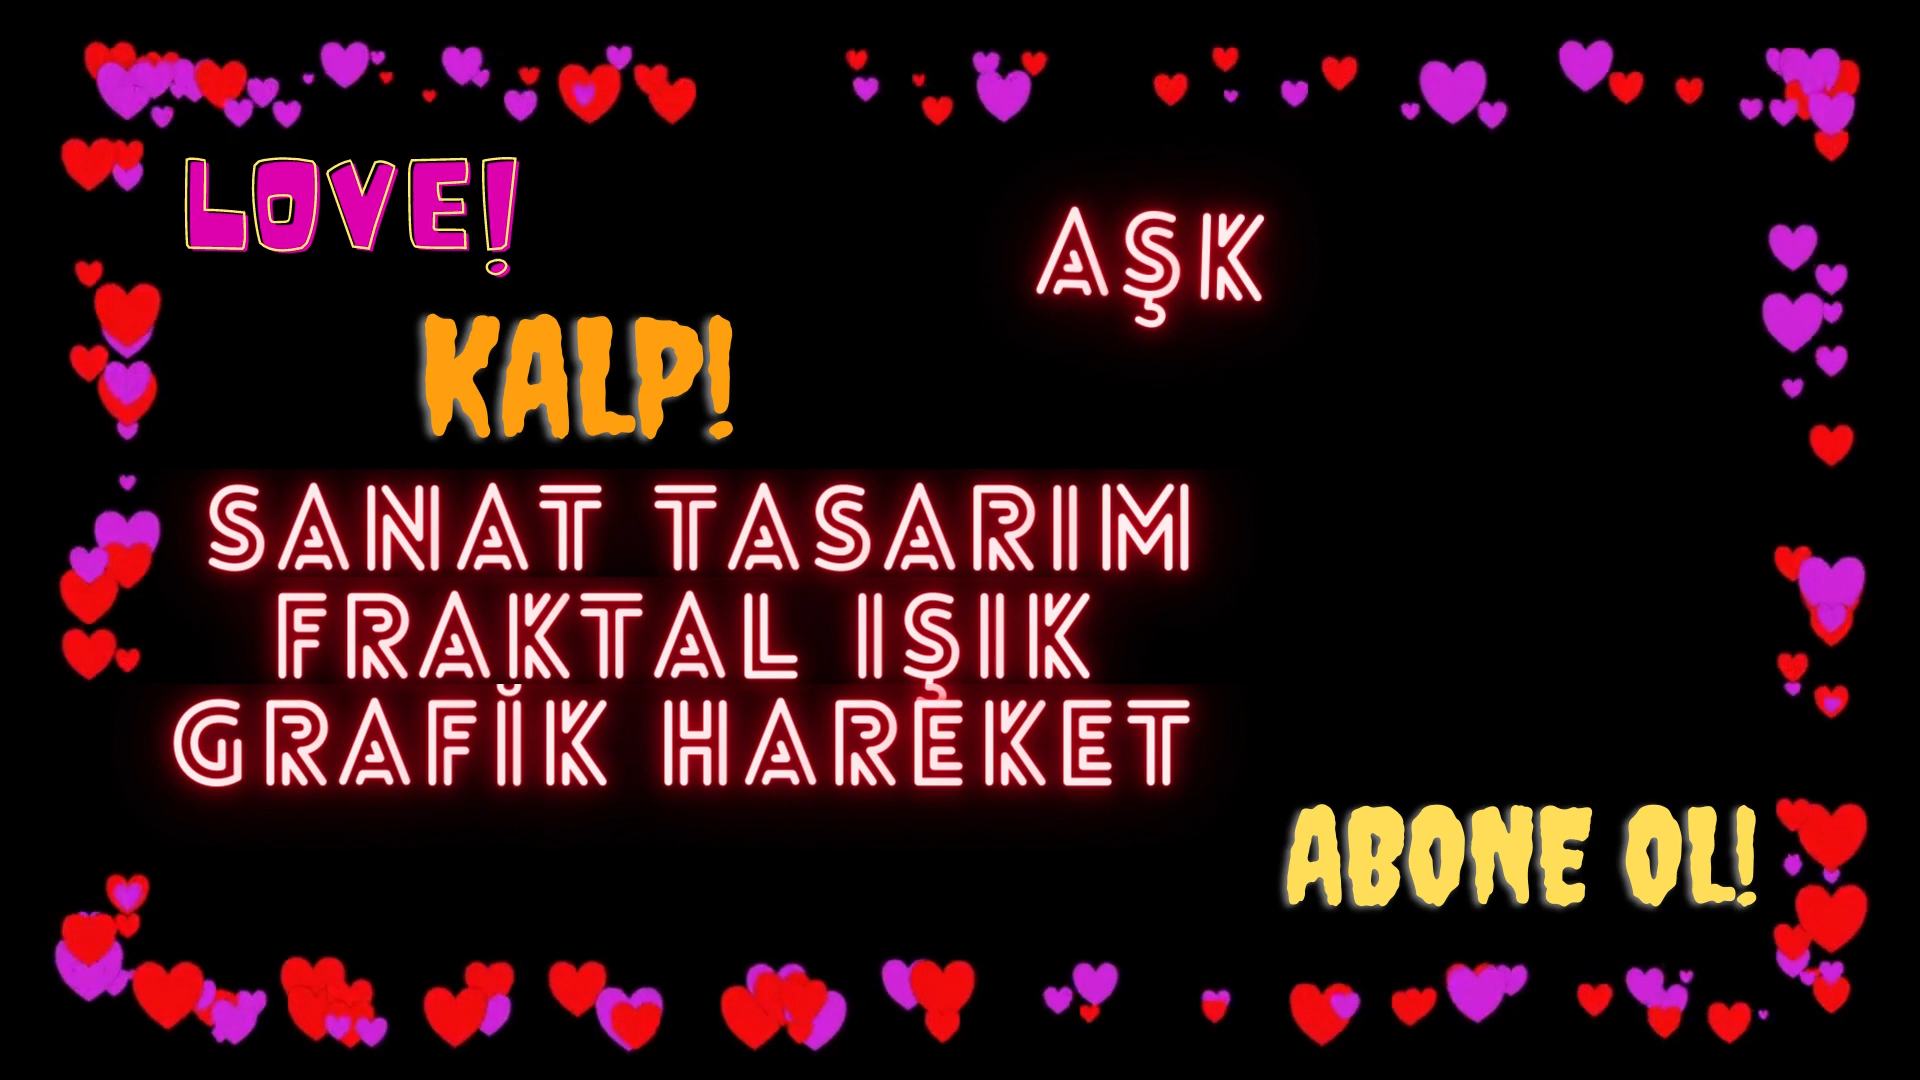 LOVE!
AŞK
KALP!
SANAT TASARIM
FRAKTAL IŞIK
GRAFİK HAREKET
ABONE OL!